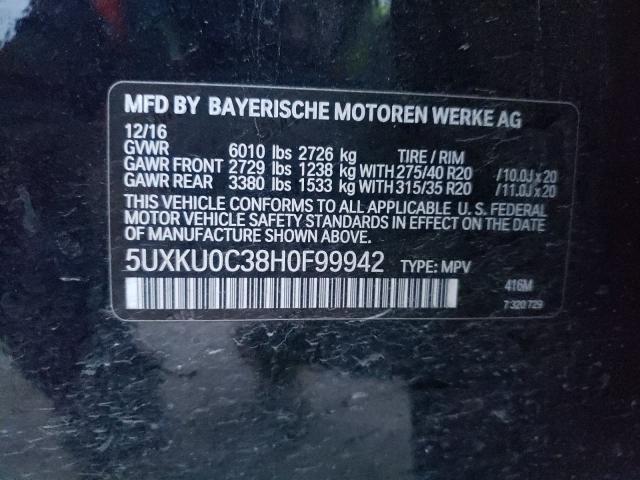 MFD BY BAYERISCHE MOTOREN WERKE AG
12/16
GVWR 6010 lbs 2726 kg TIRE / RIM
GAWR FRONT 2729 lbs 1238 kg WITH 275/40 R20 /10.0J x 20
GAWR REAR 3380 lbs 1533 kg WITH 315/35 R20 /11.0J x 20
THIS VEHICLE CONFORMS TO ALL APPLICABLE U. S. FEDERAL
MOTOR VEHICLE SAFETY STANDARDS IN EFFECT ON THE DATE
OF MANUFACTURE SHOWN ABOVE.
5UXKU0C38H0F99942 TYPE: MPV
416M
7 320 729